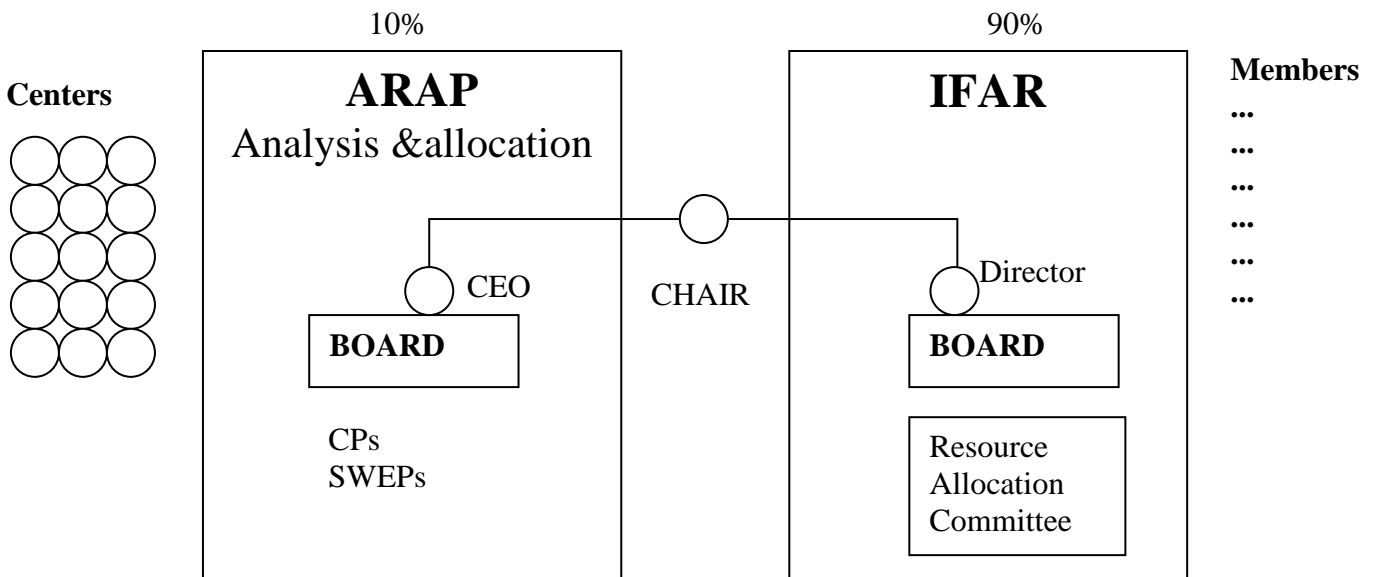 10%
90%
Centers
ARAP
Analysis &allocation
IFAR
Members
...
...
...
...
...
...
CEO
CHAIR
Director
BOARD
BOARD
CPs
SWEPs
Resource
Allocation
Committee